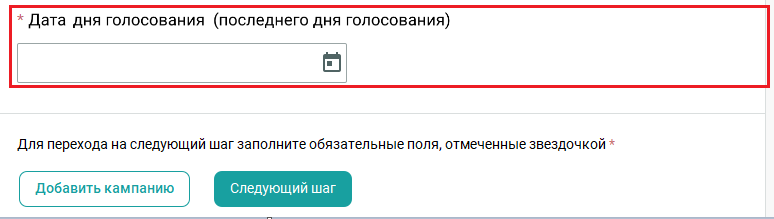 * Дата дня голосования (последнего дня голосования)
Для перехода на следующий шаг заполните обязательные поля, отмеченные звездочкой *
Добавить кампанию
Следующий шаг